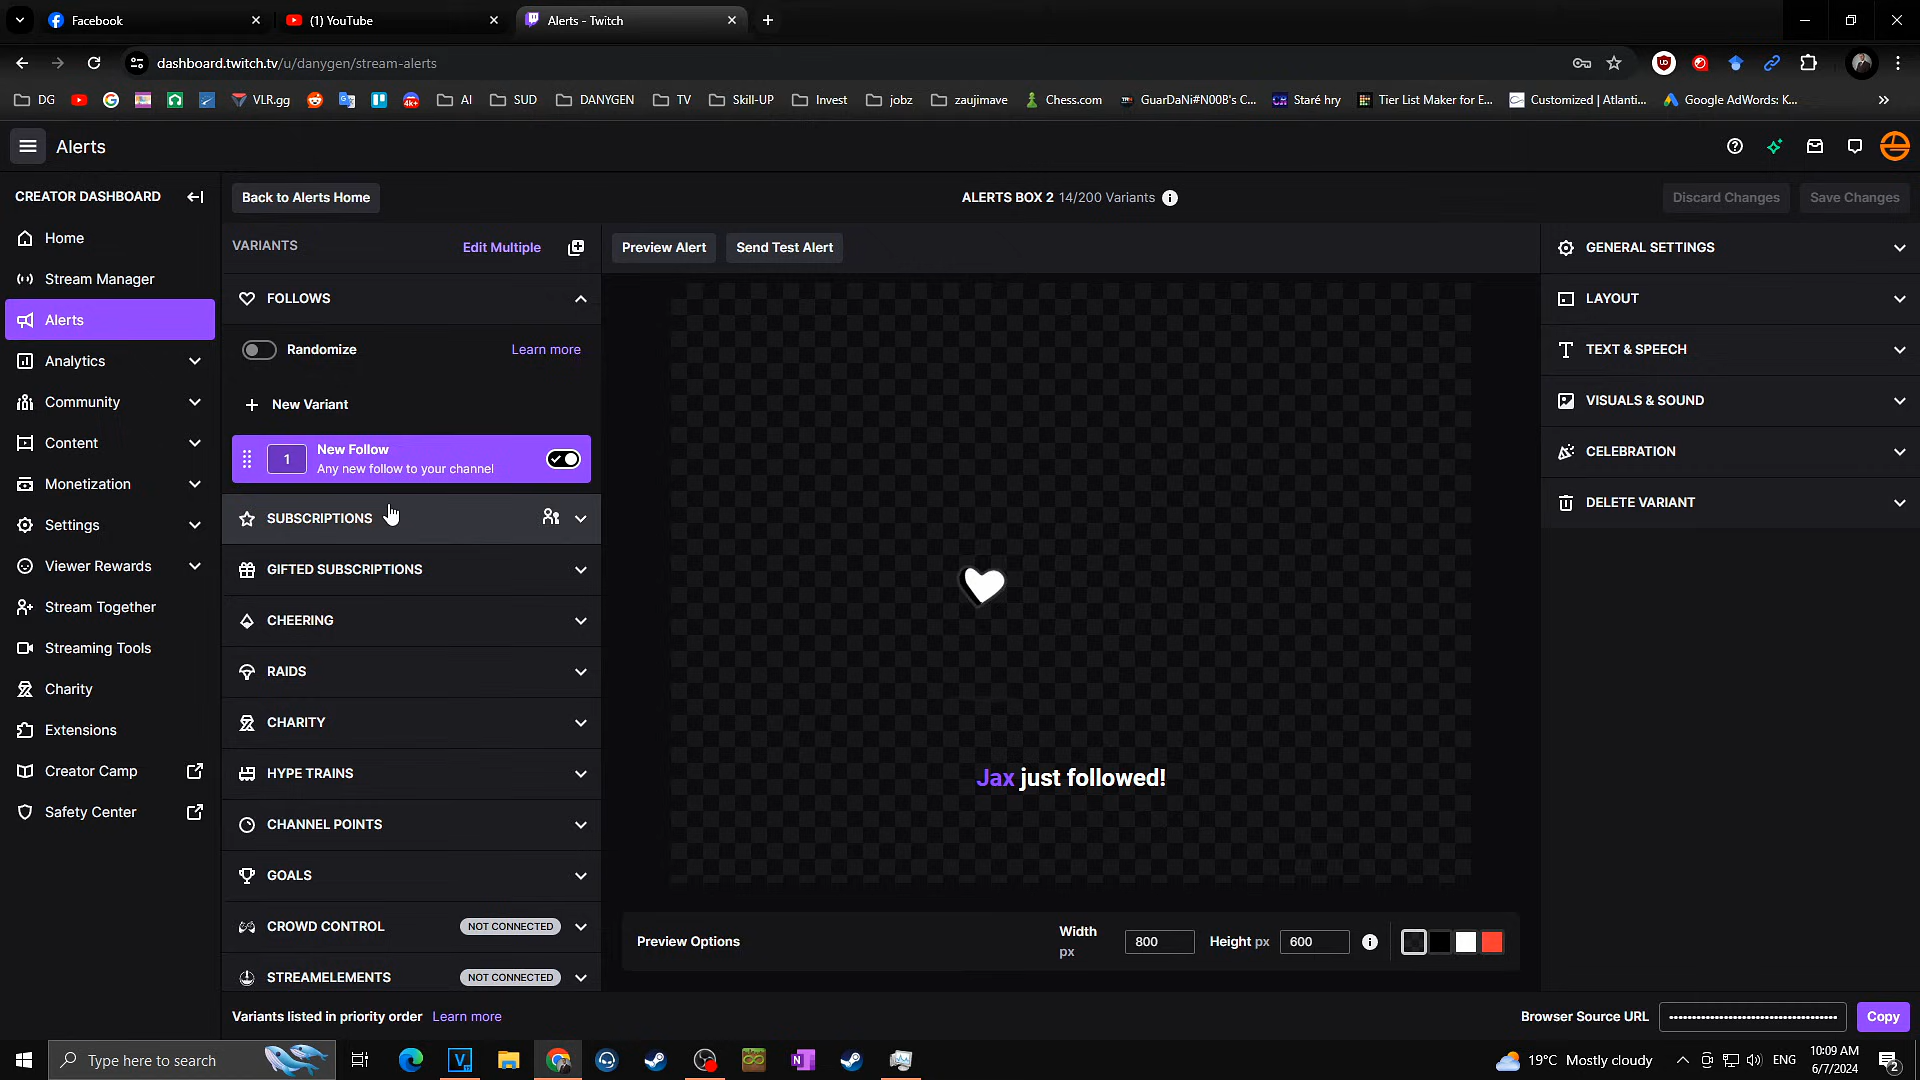 Facebook
(1) YouTube
Alerts - Twitch
dashboard.twitch.tv/u/danygen/stream-alerts
DG
VLR.gg
4k+
AI
SUD
DANYGEN
TV
Skill-UP
Invest
jobz
zaujimave
Chess.com
GuarDaNi#N00B's C...
Staré hry
Tier List Maker for E...
Customized | Atlanti...
Google AdWords: K...
Alerts
CREATOR DASHBOARD
Home
Stream Manager
Alerts
Analytics
Community
Content
Monetization
Settings
Viewer Rewards
Stream Together
Streaming Tools
Charity
Extensions
Creator Camp
Safety Center
Back to Alerts Home
ALERTS BOX 2 14/200 Variants
Discard Changes
Save Changes
VARIANTS
Edit Multiple
FOLLOWS
Randomize
Learn more
New Variant
1
New Follow
Any new follow to your channel
SUBSCRIPTIONS
GIFTED SUBSCRIPTIONS
CHEERING
RAIDS
CHARITY
HYPE TRAINS
CHANNEL POINTS
GOALS
CROWD CONTROL
NOT CONNECTED
STREAMELEMENTS
NOT CONNECTED
Preview Alert
Send Test Alert
Jax just followed!
Preview Options
Width
px
800
Height px
600
GENERAL SETTINGS
LAYOUT
TEXT & SPEECH
VISUALS & SOUND
CELEBRATION
DELETE VARIANT
Variants listed in priority order
Learn more
Browser Source URL
Copy
Type here to search
19°C Mostly cloudy
ENG
10:09 AM
6/7/2024
2